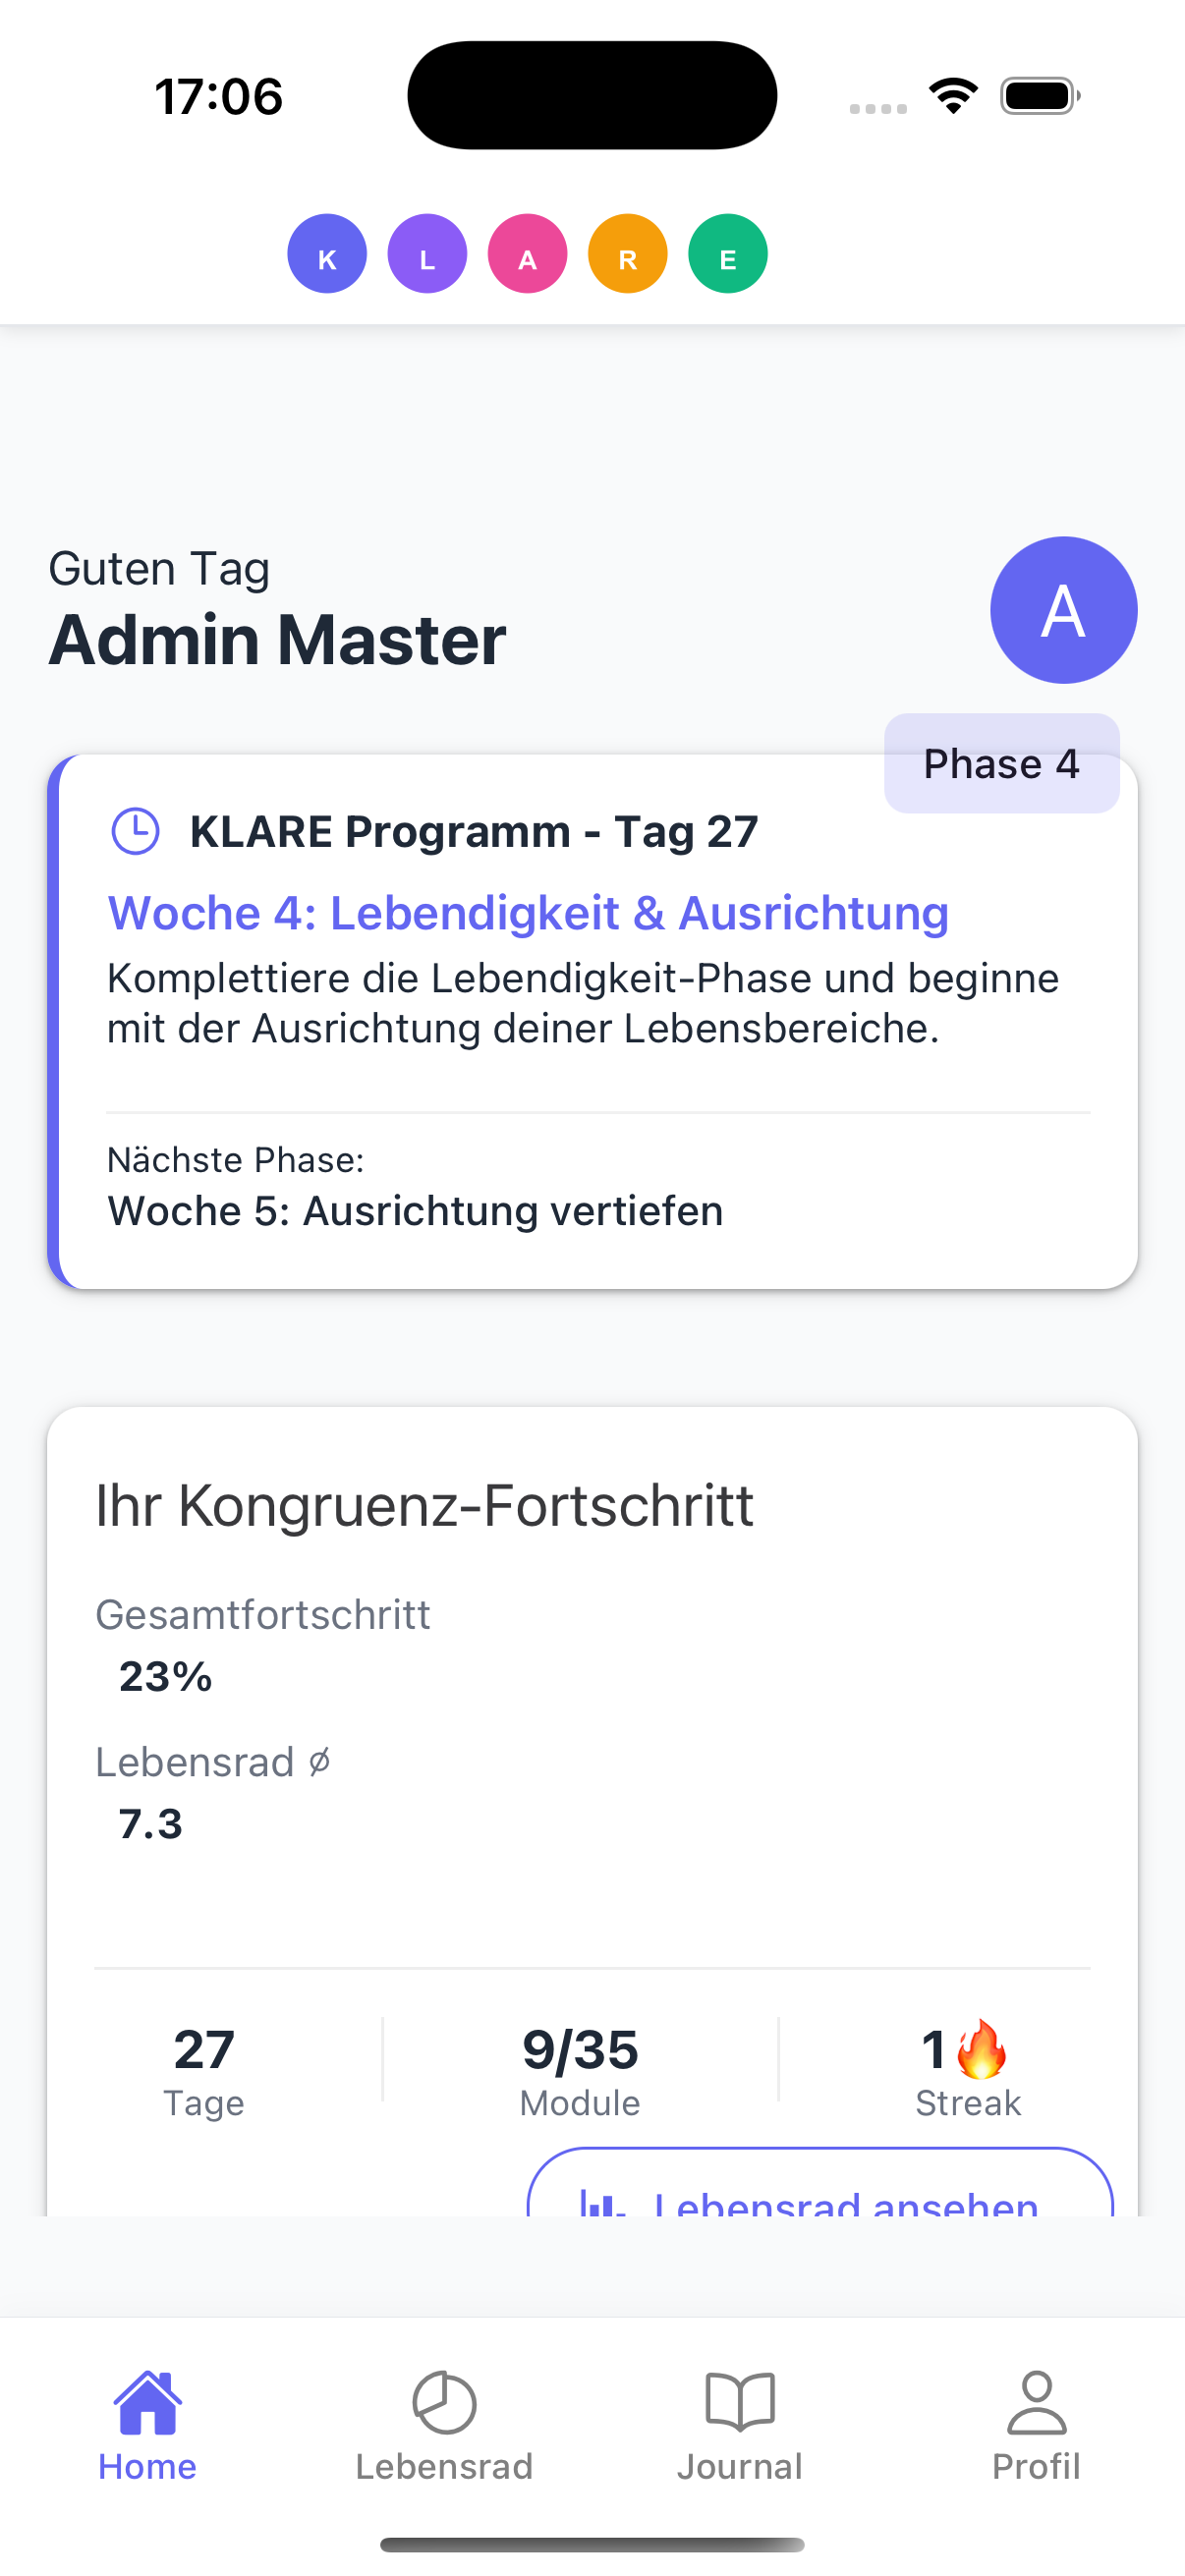 17:06
K L A R E
Guten Tag
Admin Master
A
Phase 4
KLARE Programm - Tag 27
Woche 4: Lebendigkeit & Ausrichtung
Komplettiere die Lebendigkeit-Phase und beginne
mit der Ausrichtung deiner Lebensbereiche.
Nächste Phase:
Woche 5: Ausrichtung vertiefen
Ihr Kongruenz-Fortschritt
Gesamtfortschritt
23%
Lebensrad ∅
7.3
27 9/35 1🔥
Tage Module Streak
Lebensrad ansehen
Home Lebensrad Journal Profil